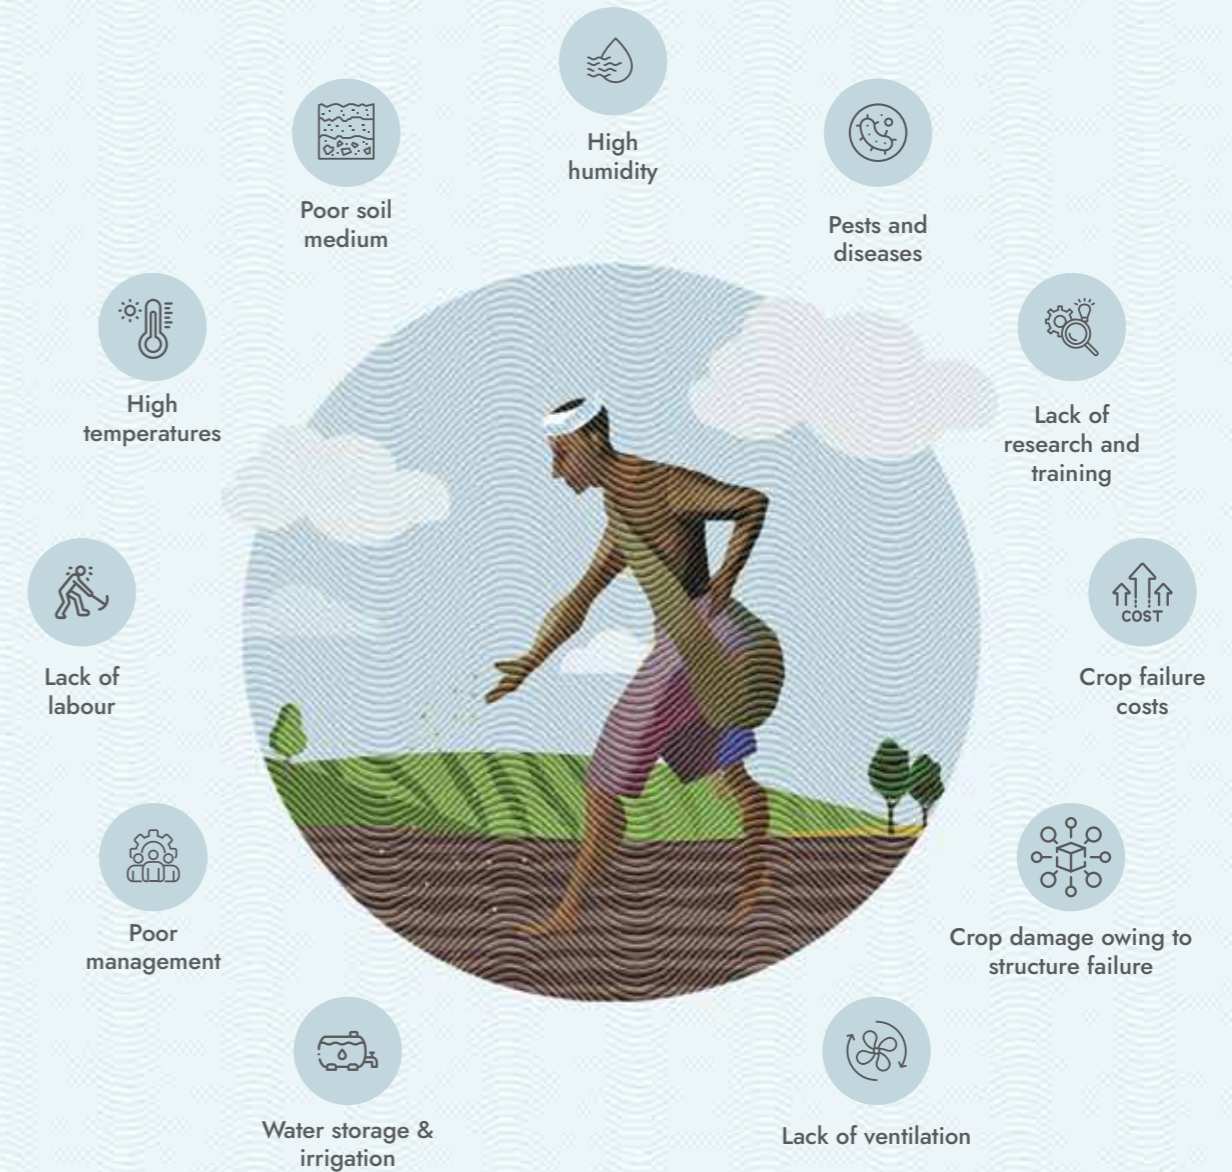 High
humidity
Poor soil
medium
Pests and
diseases
High
temperatures
Lack of
research and
training
Lack of
labour
COST
Crop failure
costs
Poor
management
Crop damage owing to
structure failure
Water storage &
irrigation
Lack of ventilation